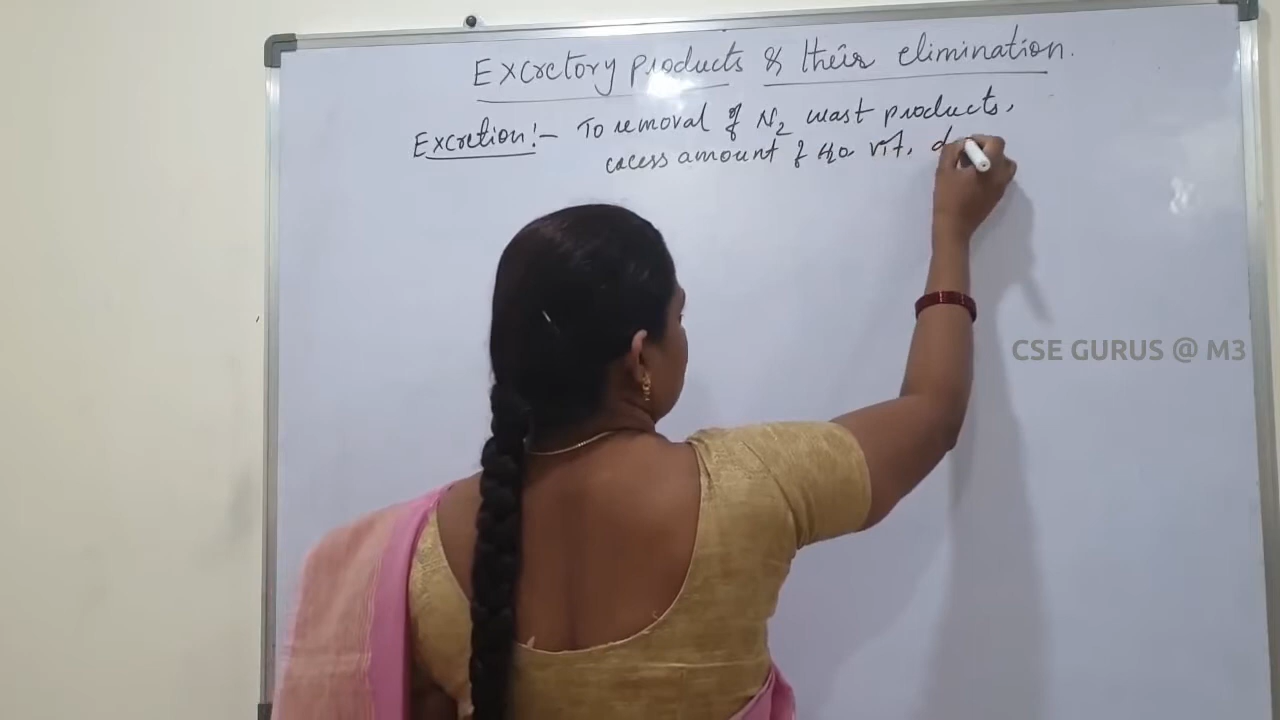 Excretory products & their elimination.
Excretion:- To removal of N2 wast products,
excess amount of H2o vit, d
CSE GURUS @ M3